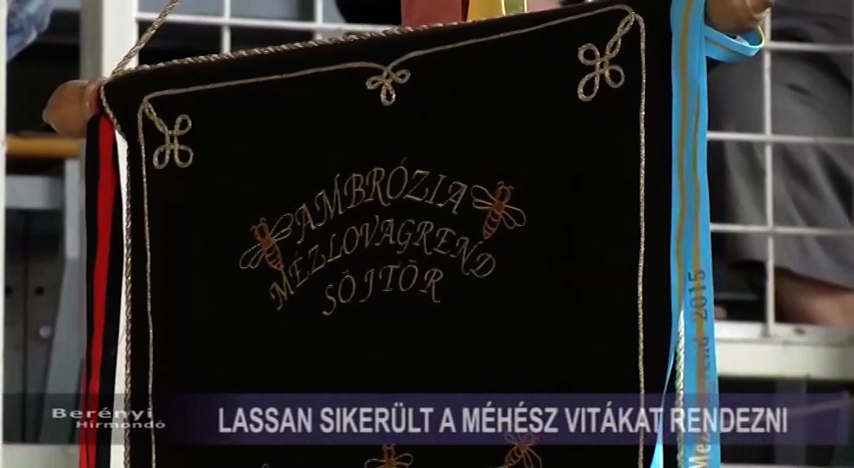 AMBRÓZIA
MÉZLOVAGREND
SÖJTÖR
2015
Berényi
Hírmondó
LASSAN SIKERÜLT A MÉHÉSZ VITÁKAT RENDEZNI